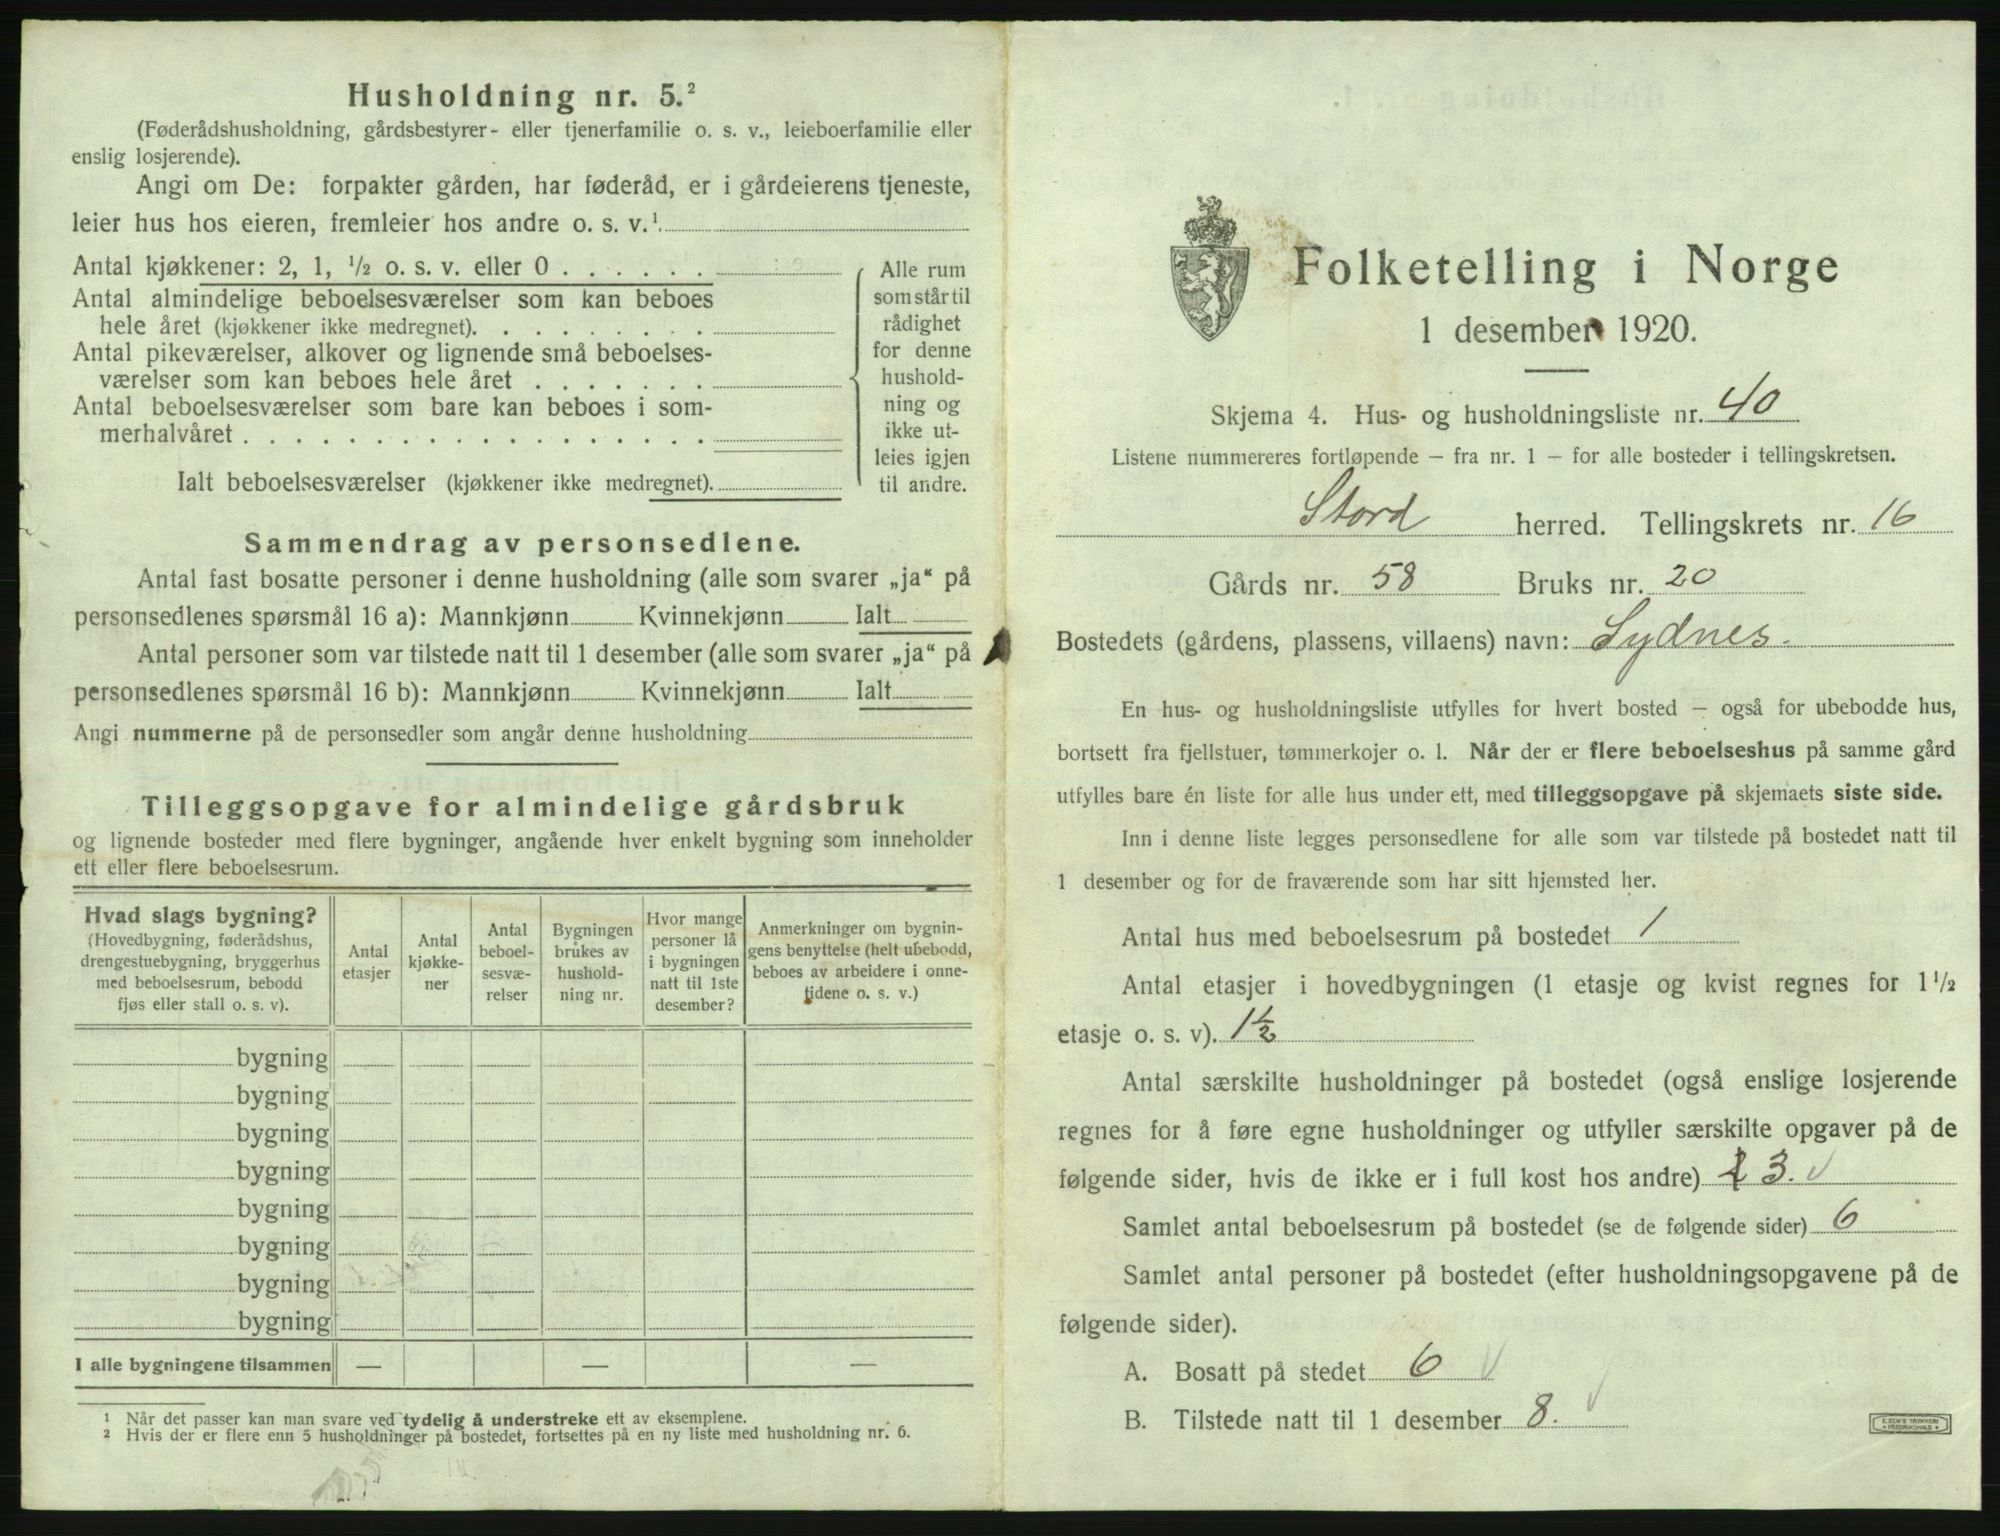 Husholdning nr. 5.²
(Føderådshusholdning, gårdsbestyrer- eller tjenerfamilie o. s. v., leieboerfamilie eller
enslig losjerende).
Angi om De: forpakter gården, har føderåd, er i gårdeierens tjeneste,
leier hus hos eieren, fremleier hos andre o. s. v.¹
Antal kjøkkener: 2, 1, ½ o. s. v. eller 0 . . . . . .
Antal almindelige beboelsesværelser som kan beboes
hele året (kjøkkener ikke medregnet). . . . . . . . .
Antal pikeværelser, alkover og lignende små beboelses-
værelser som kan beboes hele året . . . . . . .
Antal beboelsesværelser som bare kan beboes i som-
merhalvåret . . . . . . . . . . . . . . . . . .
Ialt beboelsesværelser (kjøkkener ikke medregnet).
Alle rum
som står til
rådighet
for denne
hushold-
ning og
ikke ut-
leies igjen
til andre.
Sammendrag av personsedlene.
Antal fast bosatte personer i denne husholdning (alle som svarer „ja“ på
personsedlenes spørsmål 16 a): Mannkjønn Kvinnekjønn Ialt
Antal personer som var tilstede natt til 1 desember (alle som svarer „ja“ på
personsedlenes spørsmål 16 b): Mannkjønn Kvinnekjønn Ialt
Angi nummerne på de personsedler som angår denne husholdning
Tilleggsopgave for almindelige gårdsbruk
og lignende bosteder med flere bygninger, angående hver enkelt bygning som inneholder
ett eller flere beboelsesrum.
Hvad slags bygning?
(Hovedbygning, føderådshus,
drengestuebygning, bryggerhus
med beboelsesrum, bebodd
fjøs eller stall o. s. v).
Antal
etasjer
Antal
kjøkke-
ner
Antal
beboel-
sesvæ-
relser
Bygningen
brukes av
hushold-
ning nr.
Hvor mange
personer lå
i bygningen
natt til 1ste
desember?
Anmerkninger om bygnin-
gens benyttelse (helt ubebodd,
beboes av arbeidere i onne-
tidene o. s. v.)
bygning
bygning
bygning
bygning
bygning
bygning
bygning
bygning
I alle bygningene tilsammen — — —
¹ Når det passer kan man svare ved tydelig å understreke ett av eksemplene.
² Hvis der er flere enn 5 husholdninger på bostedet, fortsettes på en ny liste med husholdning nr. 6.
Folketelling i Norge
1 desember 1920.
Skjema 4. Hus- og husholdningsliste nr. 40
Listene nummereres fortløpende – fra nr. 1 – for alle bosteder i tellingskretsen.
Stord herred. Tellingskrets nr. 16
Gårds nr. 58 Bruks nr. 20
Bostedets (gårdens, plassens, villaens) navn: Sydnes.
En hus- og husholdningsliste utfylles for hvert bosted – også for ubebodde hus,
bortsett fra fjellstuer, tømmerkojer o. l. Når der er flere beboelseshus på samme gård
utfylles bare én liste for alle hus under ett, med tilleggsopgave på skjemaets siste side.
Inn i denne liste legges personsedlene for alle som var tilstede på bostedet natt til
1 desember og for de fraværende som har sitt hjemsted her.
Antal hus med beboelsesrum på bostedet 1
Antal etasjer i hovedbygningen (1 etasje og kvist regnes for 1½
etasje o. s. v). 1½
Antal særskilte husholdninger på bostedet (også enslige losjerende
regnes for å føre egne husholdninger og utfyller særskilte opgaver på de
følgende sider, hvis de ikke er i full kost hos andre) 3. √
Samlet antal beboelsesrum på bostedet (se de følgende sider) 6
Samlet antal personer på bostedet (efter husholdningsopgavene på de
følgende sider).
A. Bosatt på stedet 6 √
B. Tilstede natt til 1 desember 8. √
E. SEM'S TRYKKERI
FREDRIKSHALD